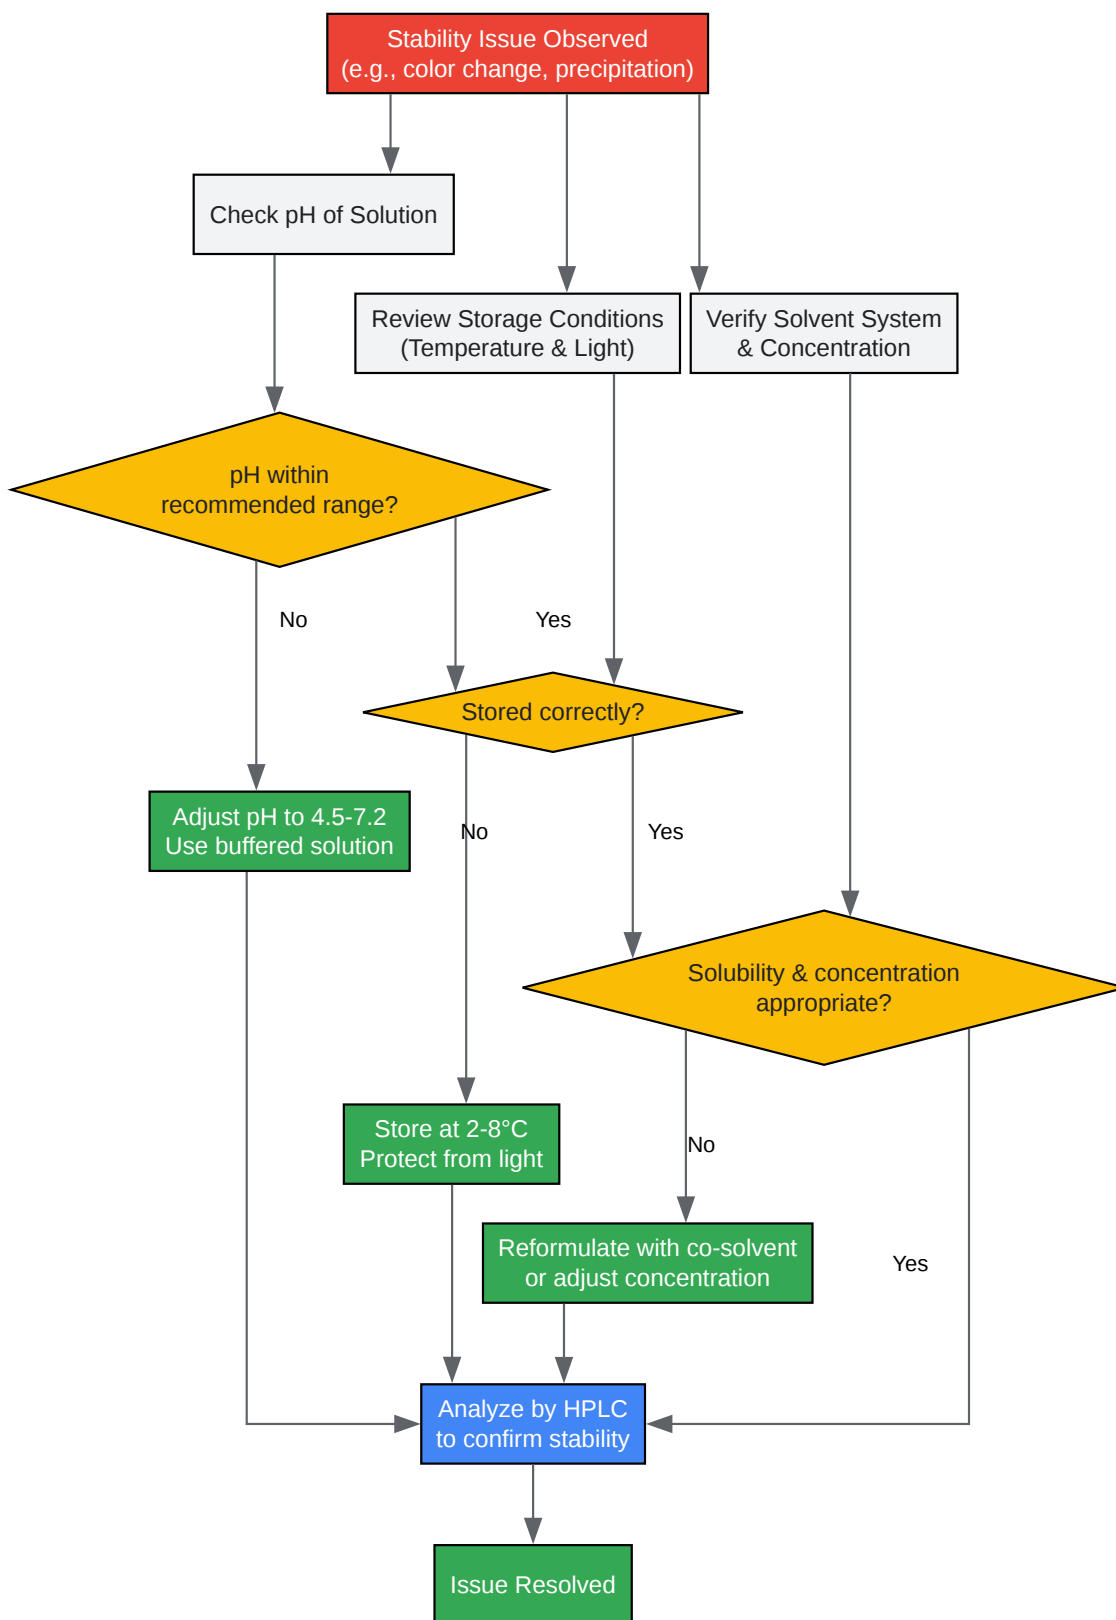 Stability Issue Observed
(e.g., color change, precipitation)
Check pH of Solution
Review Storage Conditions
(Temperature & Light)
Verify Solvent System
& Concentration
pH within
recommended range?
No
Yes
Stored correctly?
Adjust pH to 4.5-7.2
Use buffered solution
No
Yes
Solubility & concentration
appropriate?
Store at 2-8°C
Protect from light
No
Reformulate with co-solvent
or adjust concentration
Yes
Analyze by HPLC
to confirm stability
Issue Resolved